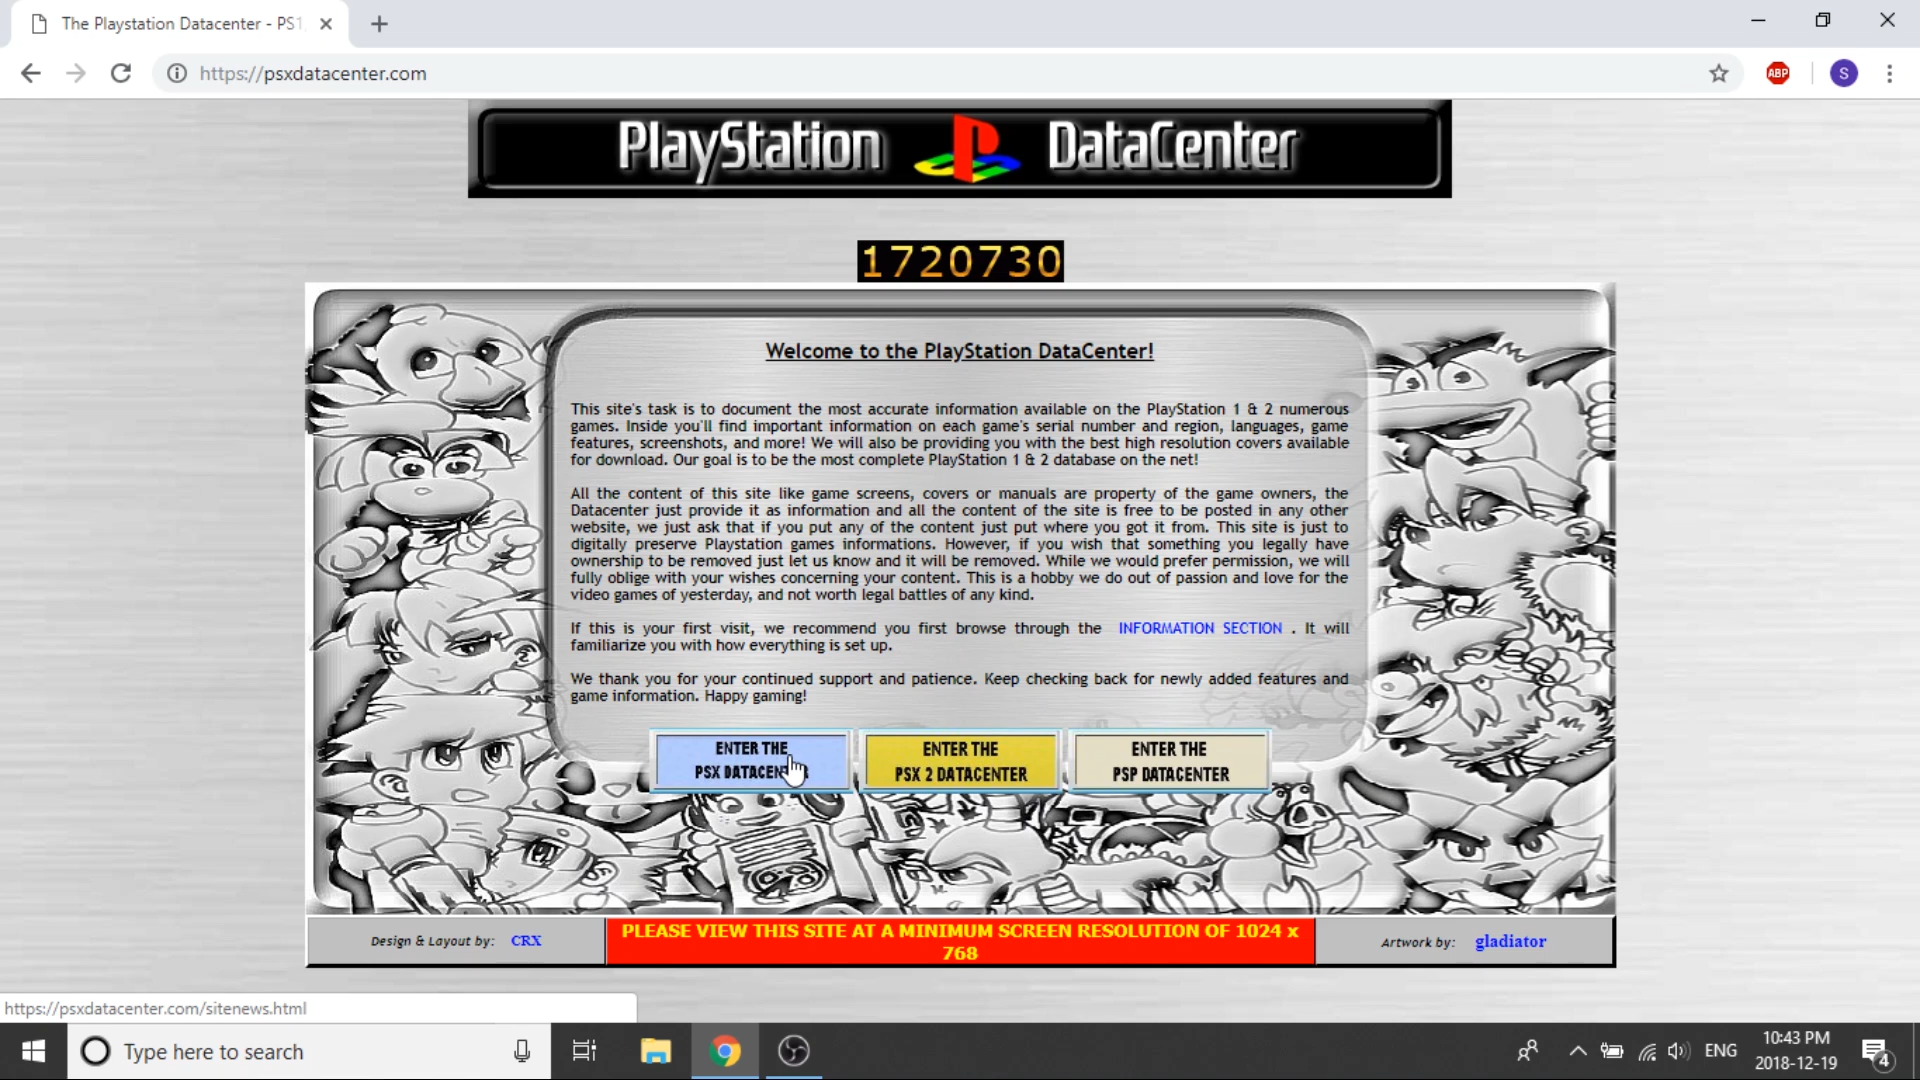 The Playstation Datacenter - PS1
https://psxdatacenter.com
ABP
S
PlayStation DataCenter
1720730
Welcome to the PlayStation DataCenter!
This site's task is to document the most accurate information available on the PlayStation 1 & 2 numerous
games. Inside you'll find important information on each game's serial number and region, languages, game
features, screenshots, and more! We will also be providing you with the best high resolution covers available
for download. Our goal is to be the most complete PlayStation 1 & 2 database on the net!
All the content of this site like game screens, covers or manuals are property of the game owners, the
Datacenter just provide it as information and all the content of the site is free to be posted in any other
website, we just ask that if you put any of the content just put where you got it from. This site is just to
digitally preserve Playstation games informations. However, if you wish that something you legally have
ownership to be removed just let us know and it will be removed. While we would prefer permission, we will
fully oblige with your wishes concerning your content. This is a hobby we do out of passion and love for the
video games of yesterday, and not worth legal battles of any kind.
If this is your first visit, we recommend you first browse through the INFORMATION SECTION . It will
familiarize you with how everything is set up.
We thank you for your continued support and patience. Keep checking back for newly added features and
game information. Happy gaming!
ENTER THE
PSX DATACENTER
ENTER THE
PSX 2 DATACENTER
ENTER THE
PSP DATACENTER
Design & Layout by: CRX
PLEASE VIEW THIS SITE AT A MINIMUM SCREEN RESOLUTION OF 1024 x
768
Artwork by: gladiator
https://psxdatacenter.com/sitenews.html
Type here to search
ENG
10:43 PM
2018-12-19
4